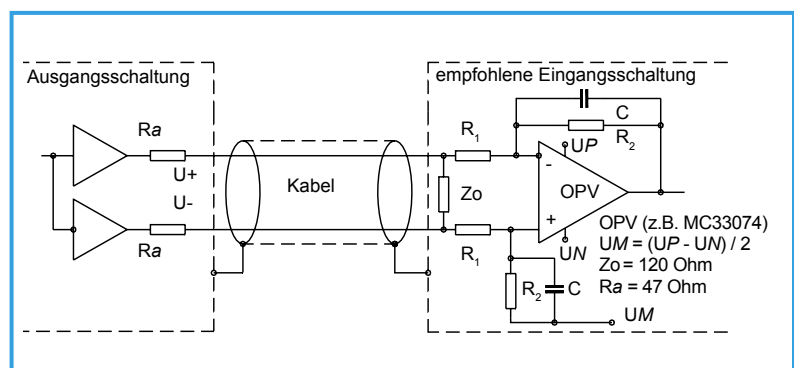 Ausgangsschaltung
empfohlene Eingangsschaltung
Ra
U+
U-
Ra
Kabel
Zo
R1
R1
C
R2
UP
-
OPV
+
UN
R2
C
UM
OPV (z.B. MC33074)
UM = (UP - UN) / 2
Zo = 120 Ohm
Ra = 47 Ohm